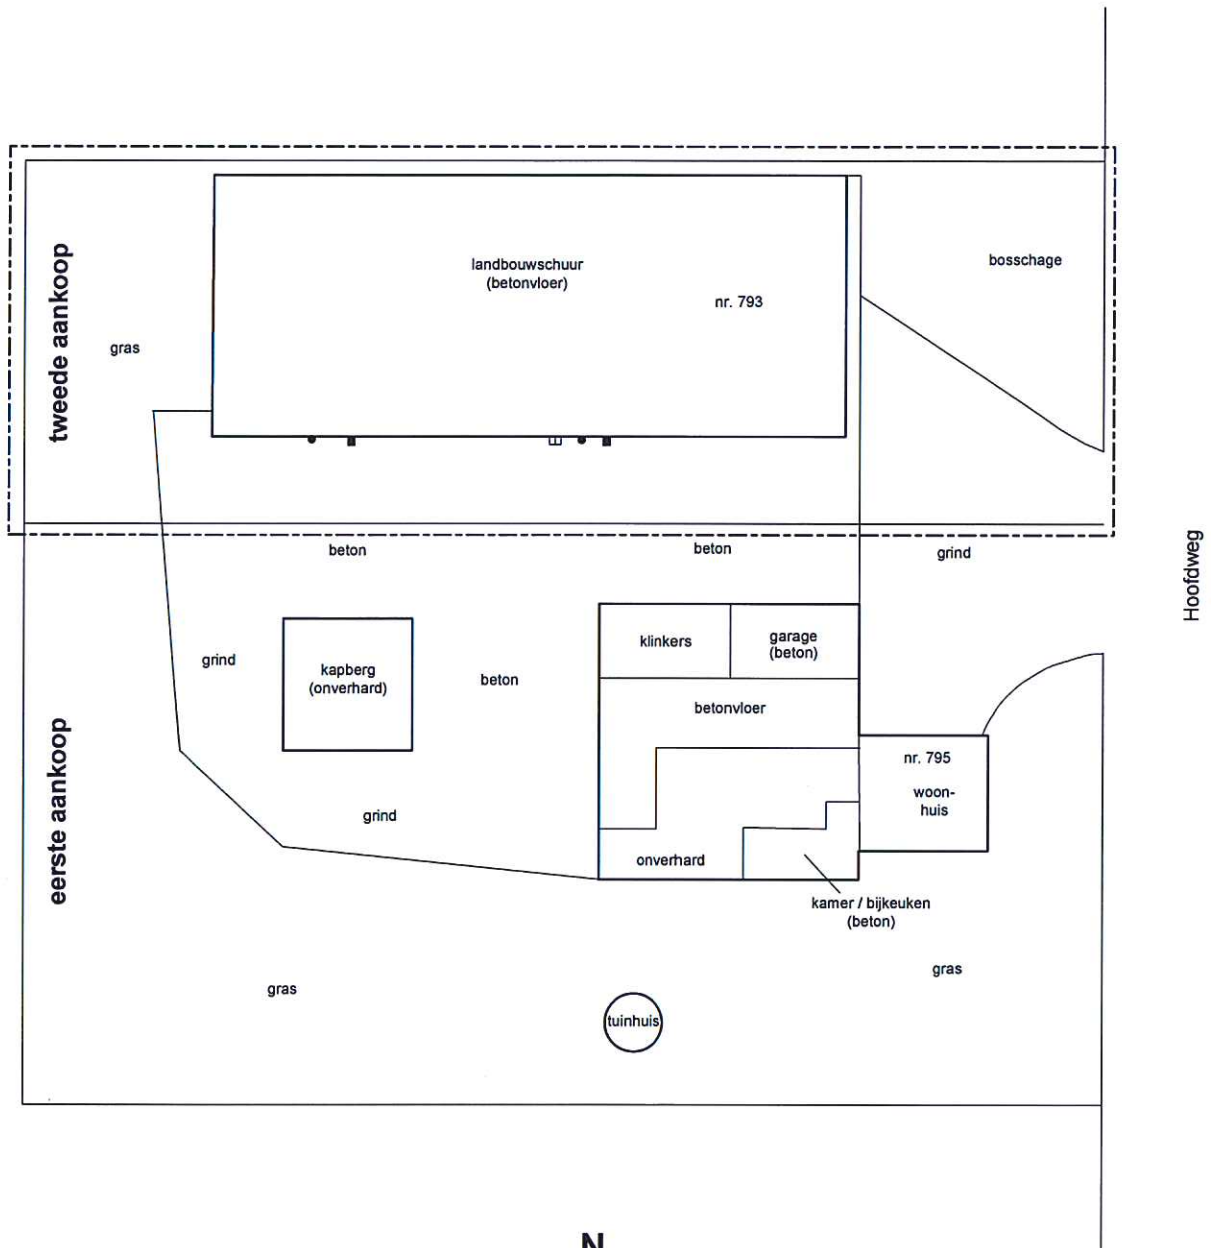 landbouwschuur
(betonvloer)
nr. 793
bosschage
tweede aankoop
gras
beton
beton
grind
Hoofdweg
klinkers
garage
(beton)
grind
kapberg
(onverhard)
beton
betonvloer
nr. 795
woon-
huis
eerste aankoop
grind
onverhard
kamer / bijkeuken
(beton)
gras
gras
tuinhuis
N